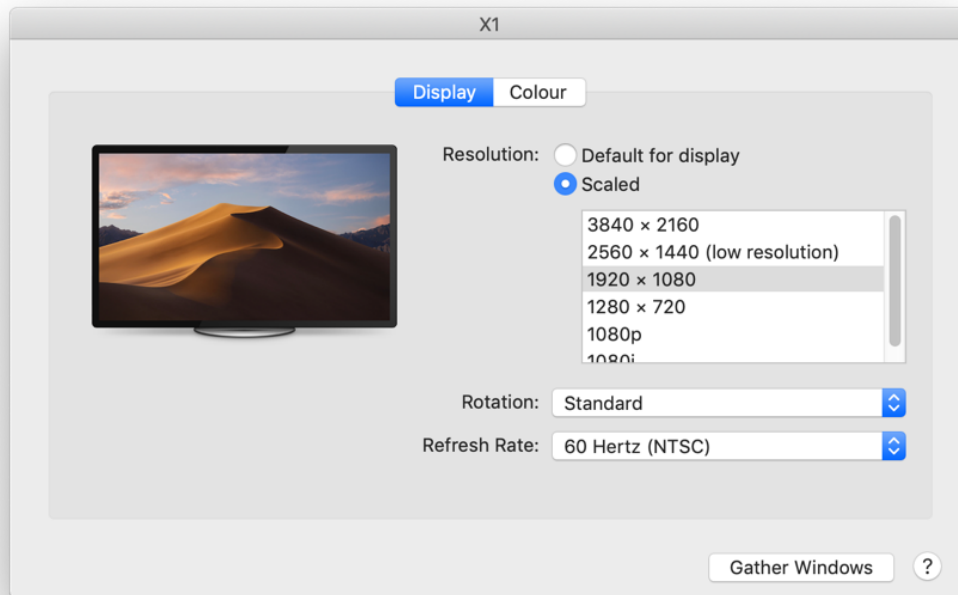 X1
Display Colour
Resolution: Default for display
Scaled
3840 × 2160
2560 × 1440 (low resolution)
1920 × 1080
1280 × 720
1080p
1080i
Rotation: Standard
Refresh Rate: 60 Hertz (NTSC)
Gather Windows ?